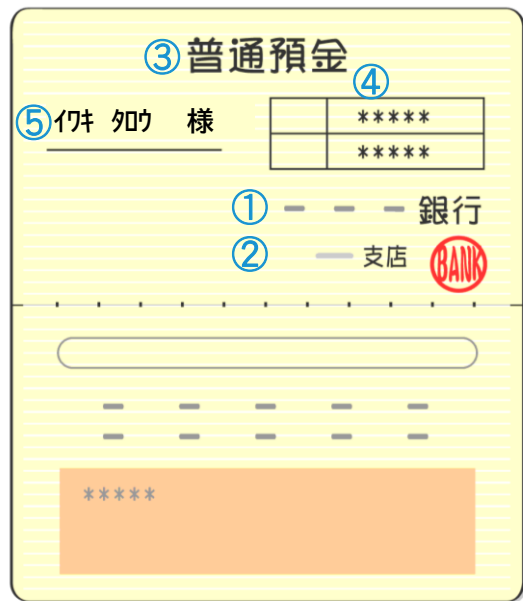 ③普通預金
④
⑤イワキ タロウ 様
*****
*****
① - - - 銀行
② — 支店
BANK
*****